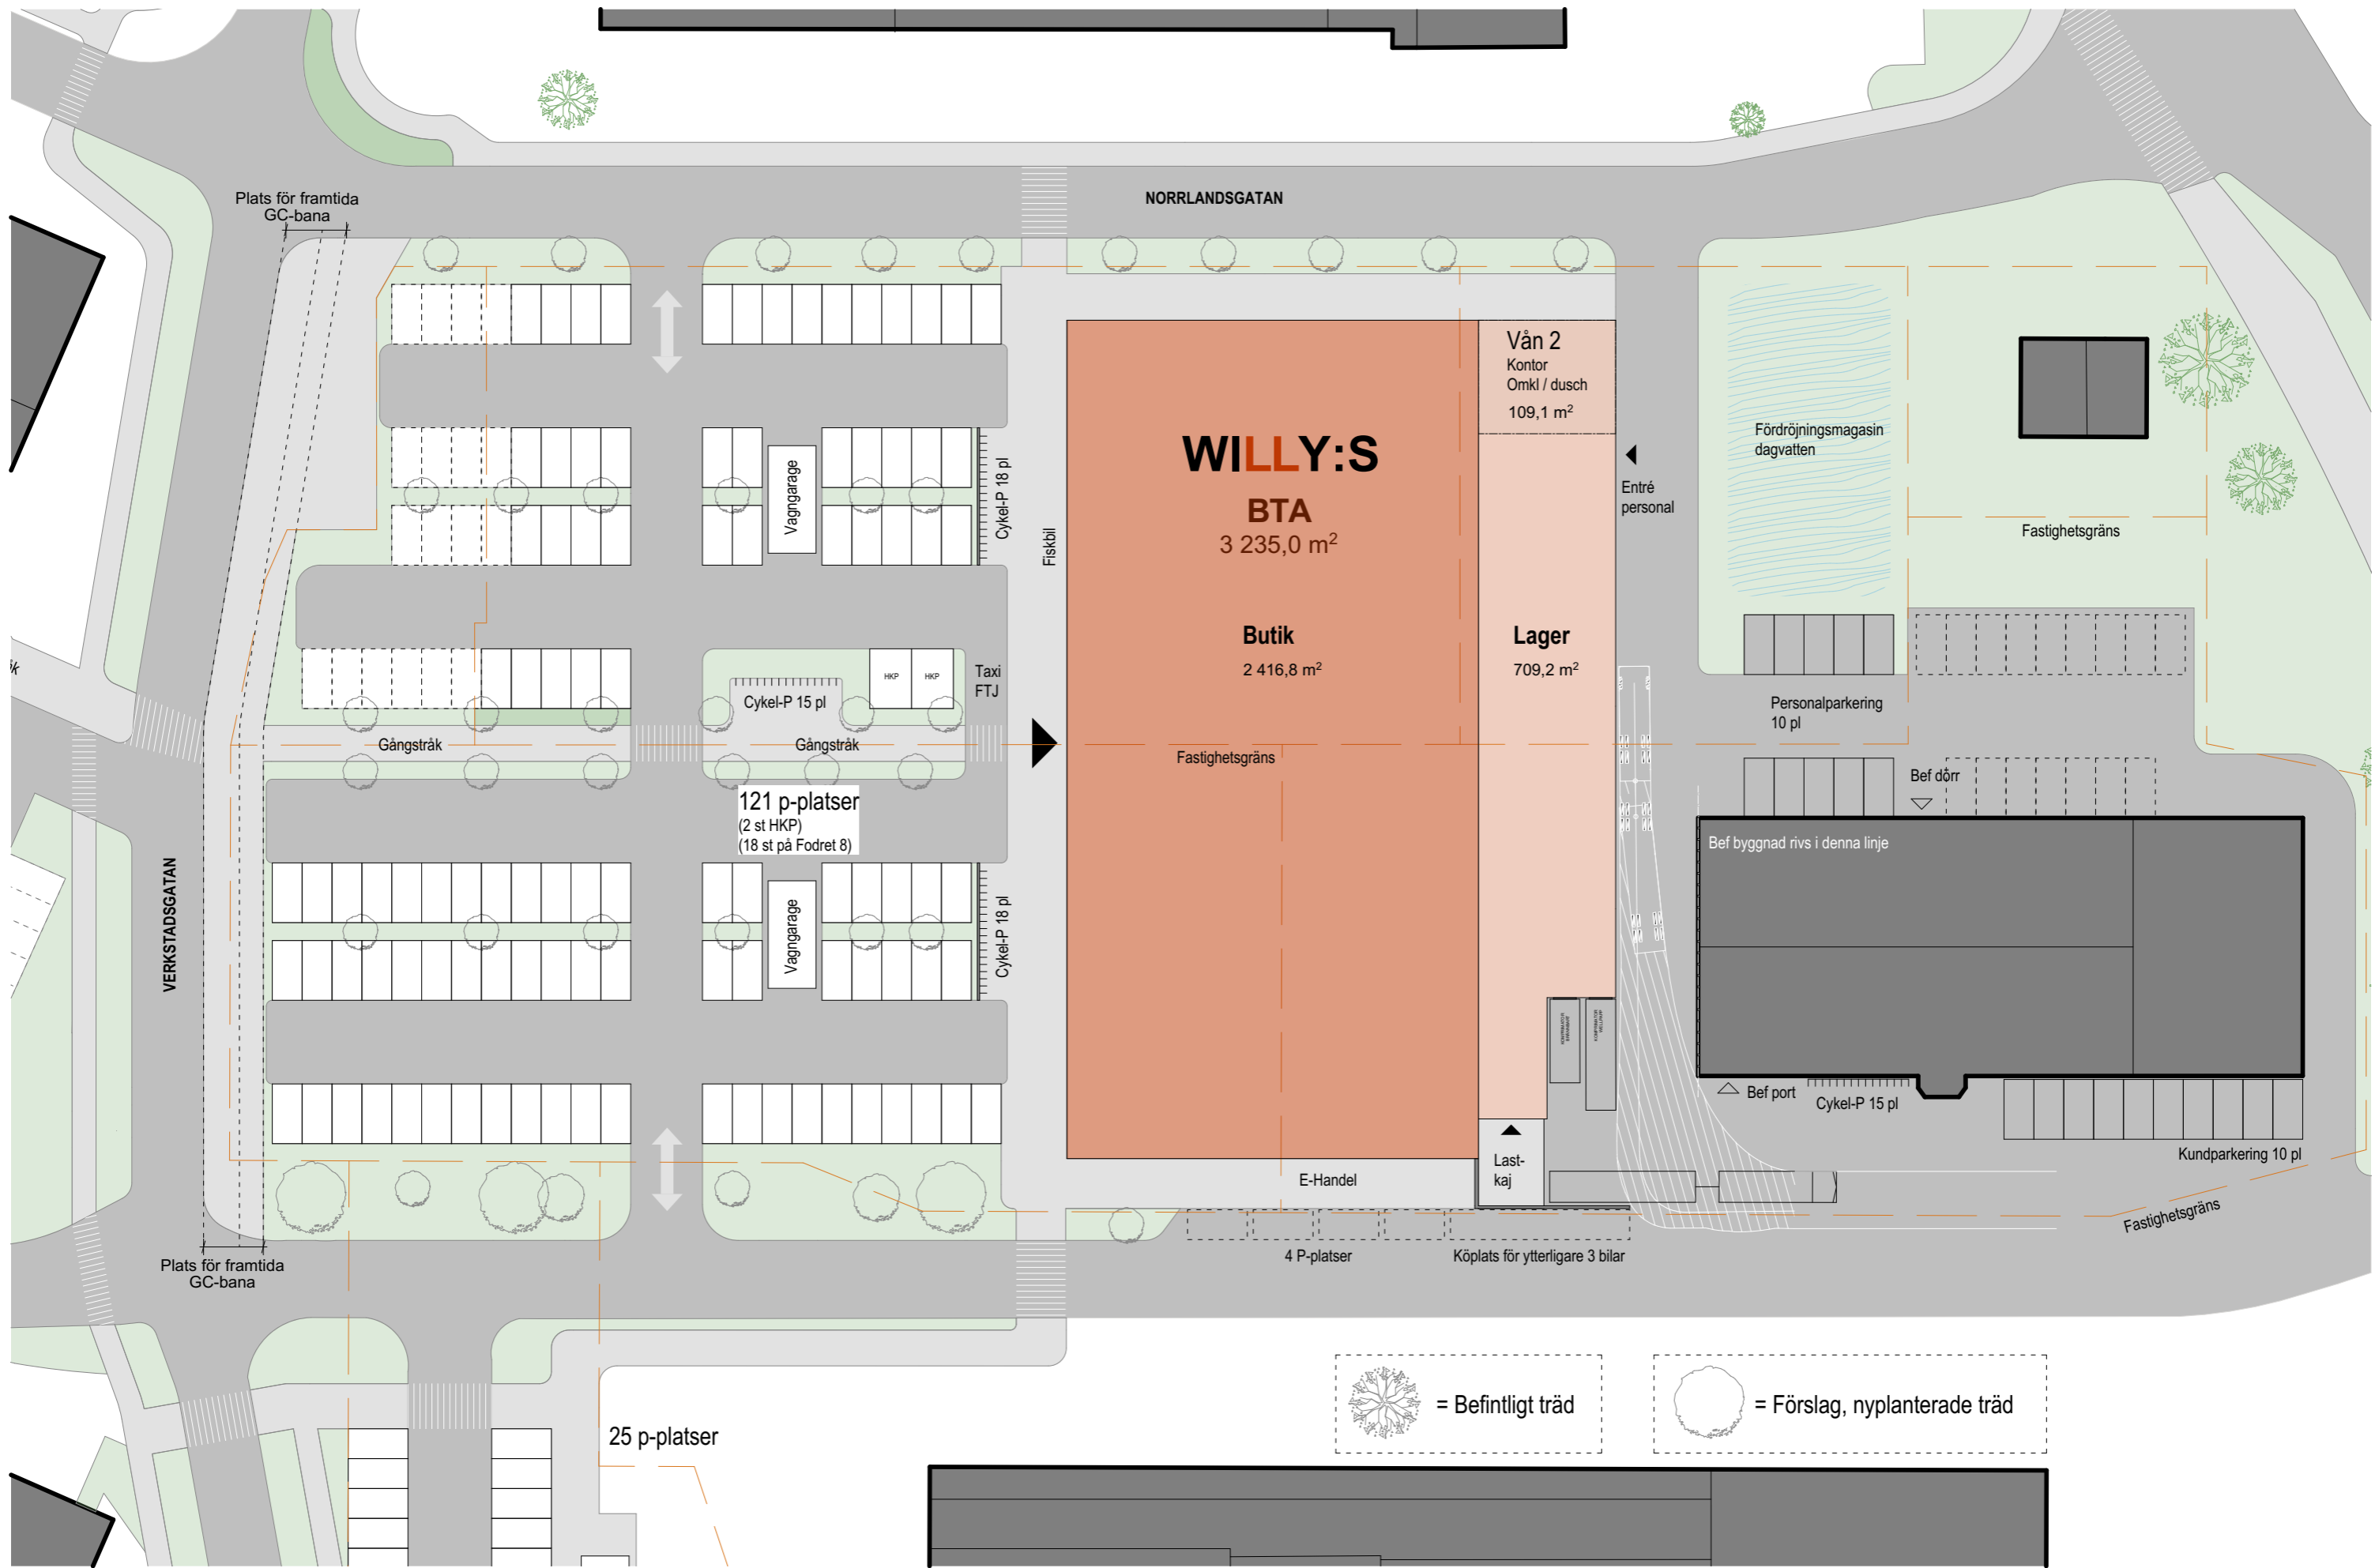 NORRLANDSGATAN
Plats för framtida
GC-bana
Vån 2
Kontor
Omkl / dusch
109,1 m²
WILLY:S
BTA
3 235,0 m²
Fördröjningsmagasin
dagvatten
Vagngarage
Cykel-P 18 pl
Fiskbil
Entré
personal
Fastighetsgräns
Butik
2 416,8 m²
Lager
709,2 m²
HKP
HKP
Taxi
FTJ
Cykel-P 15 pl
Personalparkering
10 pl
Gångstråk
Gångstråk
Fastighetsgräns
Bef dörr
121 p-platser
(2 st HKP)
(18 st på Fodret 8)
Bef byggnad rivs i denna linje
VERKSTADSGATAN
Vagngarage
Cykel-P 18 pl
Bef port
Cykel-P 15 pl
Kundparkering 10 pl
Last-
kaj
E-Handel
Fastighetsgräns
4 P-platser
Köplats för ytterligare 3 bilar
Plats för framtida
GC-bana
25 p-platser
= Befintligt träd
= Förslag, nyplanterade träd